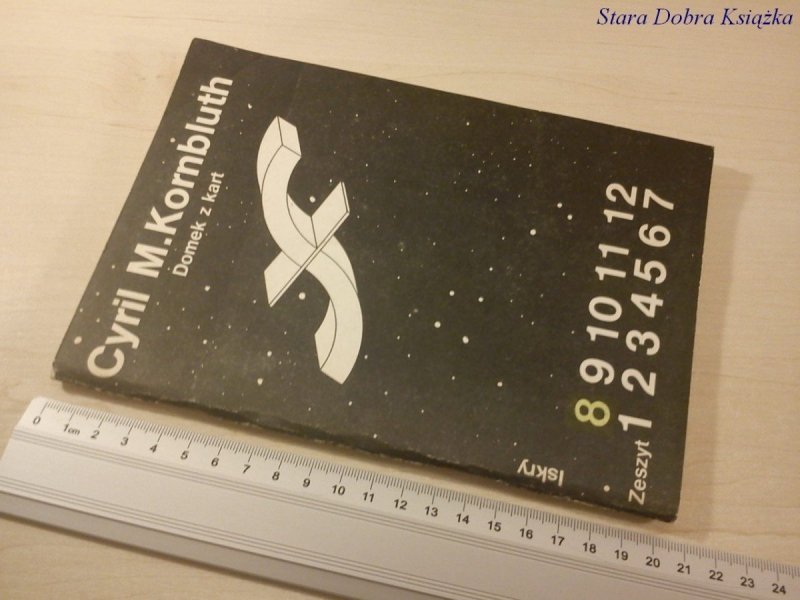 Stara Dobra Książka
Cyril M.Kornbluth
Domek z kart
8 9 10 11 12
Zeszyt 1 2 3 4 5 6 7
Iskry
0 1cm 2 3 4 5 6 7 8 9 10 11 12 13 14 15 16 17 18 19 20 21 22 23 24